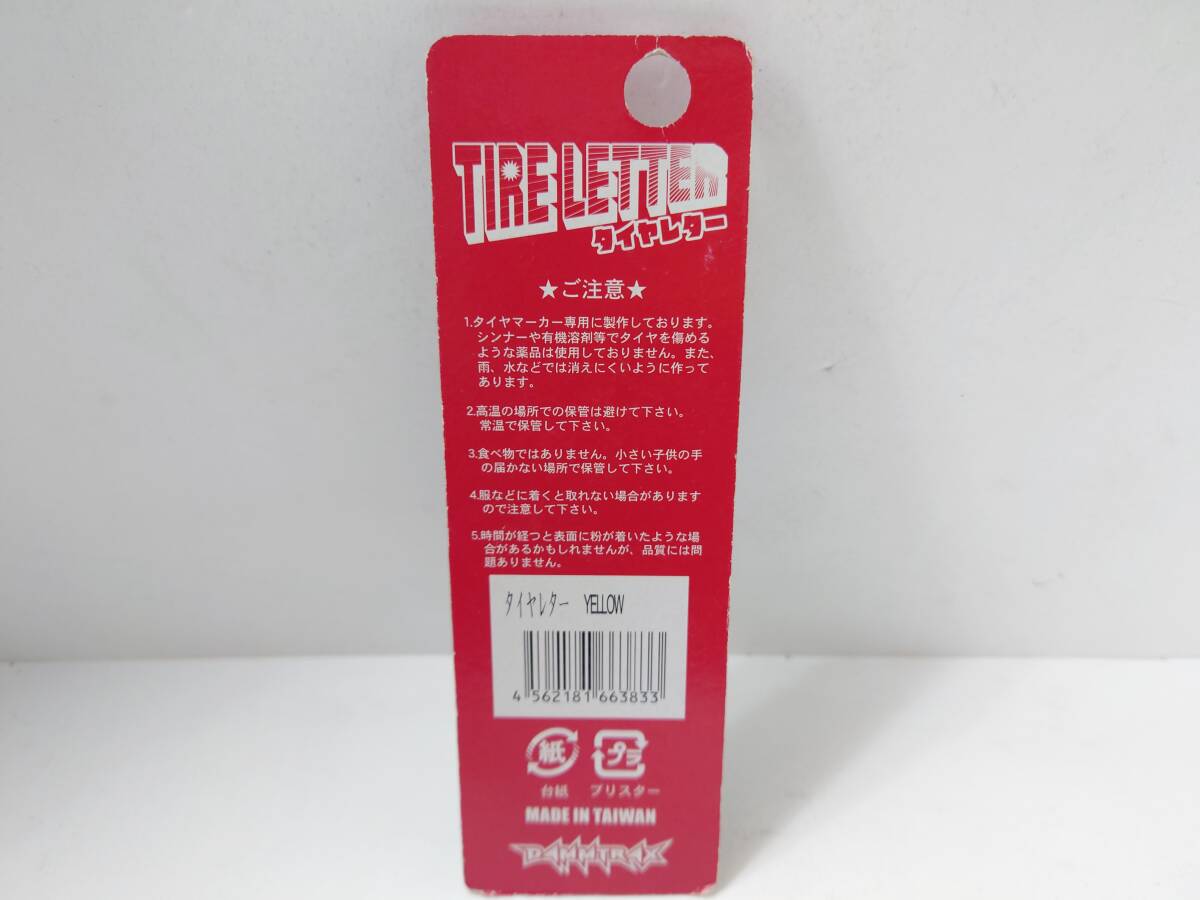 TIRE LETTER
タイヤレター
★ご注意★
1.タイヤマーカー専用に製作しております。
シンナーや有機溶剤等でタイヤを傷める
ような薬品は使用しておりません。また、
雨、水などでは消えにくいように作って
あります。
2.高温の場所での保管は避けて下さい。
常温で保管して下さい。
3.食べ物ではありません。小さい子供の手
の届かない場所で保管して下さい。
4.服などに着くと取れない場合があります
ので注意して下さい。
5.時間が経つと表面に粉が着いたような場
合があるかもしれませんが、品質には問
題ありません。
タイヤレター YELLOW
4 562181 663833
紙 プラ
台紙 ブリスター
MADE IN TAIWAN
DAMMTRAX